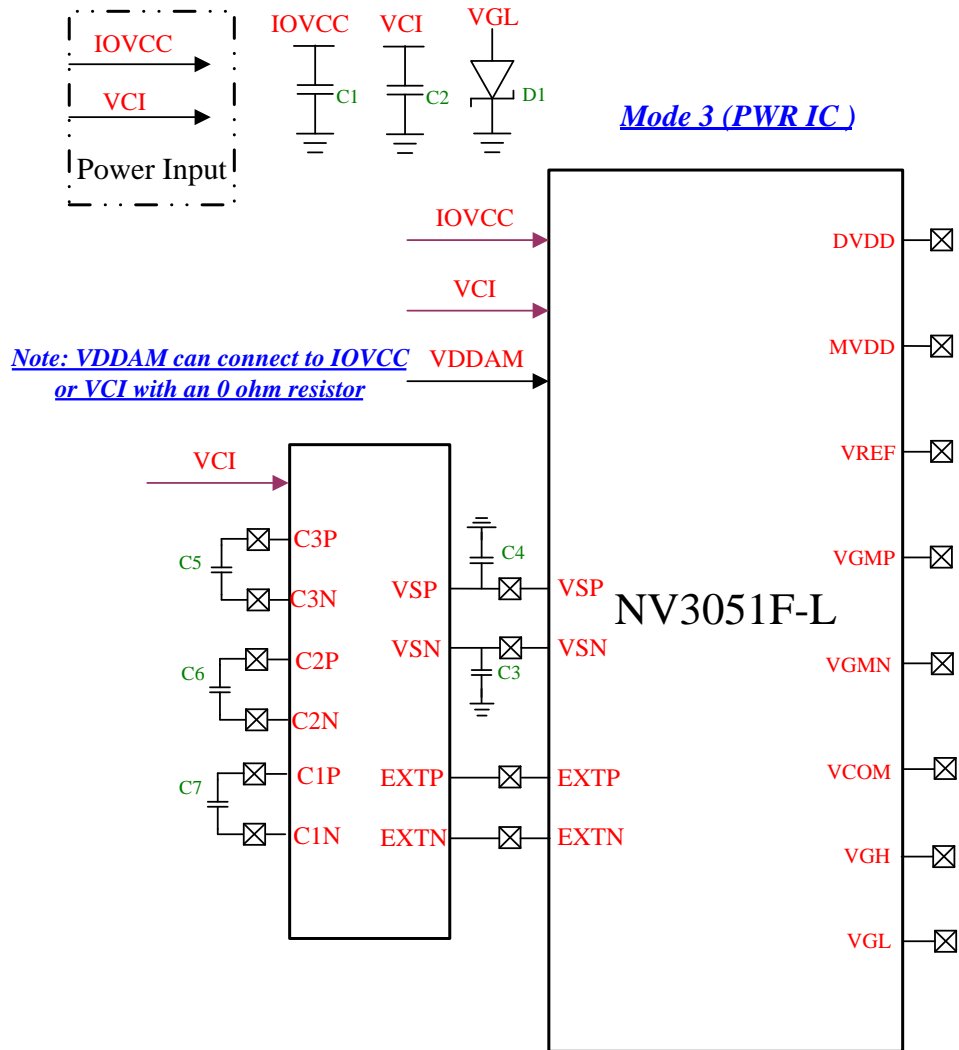 IOVCC
VCI
Power Input
IOVCC
C1
VCI
C2
VGL
D1
Mode 3 (PWR IC )
IOVCC
VCI
VDDAM
Note: VDDAM can connect to IOVCC
or VCI with an 0 ohm resistor
VCI
C5
C3P
C3N
C6
C2P
C2N
C7
C1P
C1N
VSP
VSN
EXTP
EXTN
C4
C3
VSP
VSN
EXTP
EXTN
NV3051F-L
DVDD
MVDD
VREF
VGMP
VGMN
VCOM
VGH
VGL